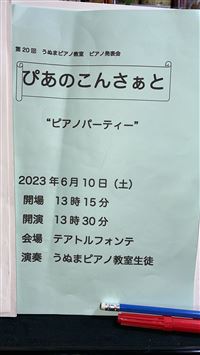 第20回　うぬまピアノ教室　ピアノ発表会
ぴあのこんさぁと
“ピアノパーティー”
2023年6月10日（土）
開場　13時15分
開演　13時30分
会場　テアトルフォンテ
演奏　うぬまピアノ教室生徒